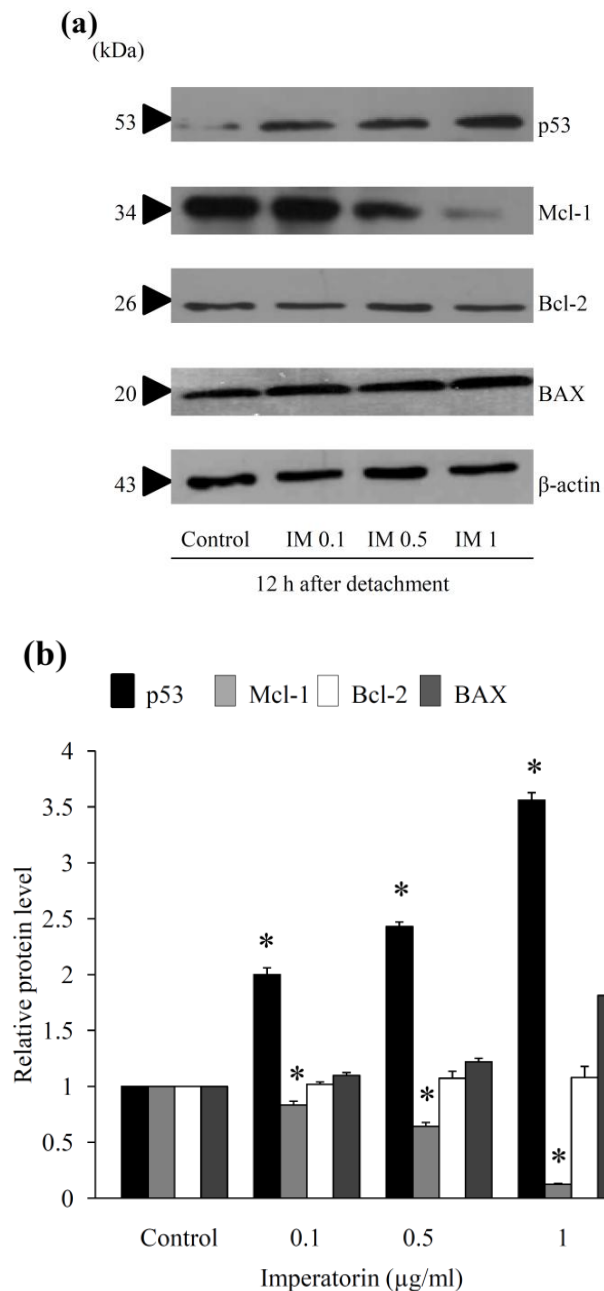 (a)
(kDa)
53 p53
34 Mcl-1
26 Bcl-2
20 BAX
43 β-actin
Control IM 0.1 IM 0.5 IM 1
12 h after detachment
(b)
p53 Mcl-1 Bcl-2 BAX
4
3.5
3
2.5
2
1.5
1
0.5
0
Relative protein level
* * * * * *
Control 0.1 0.5 1
Imperatorin (µg/ml)